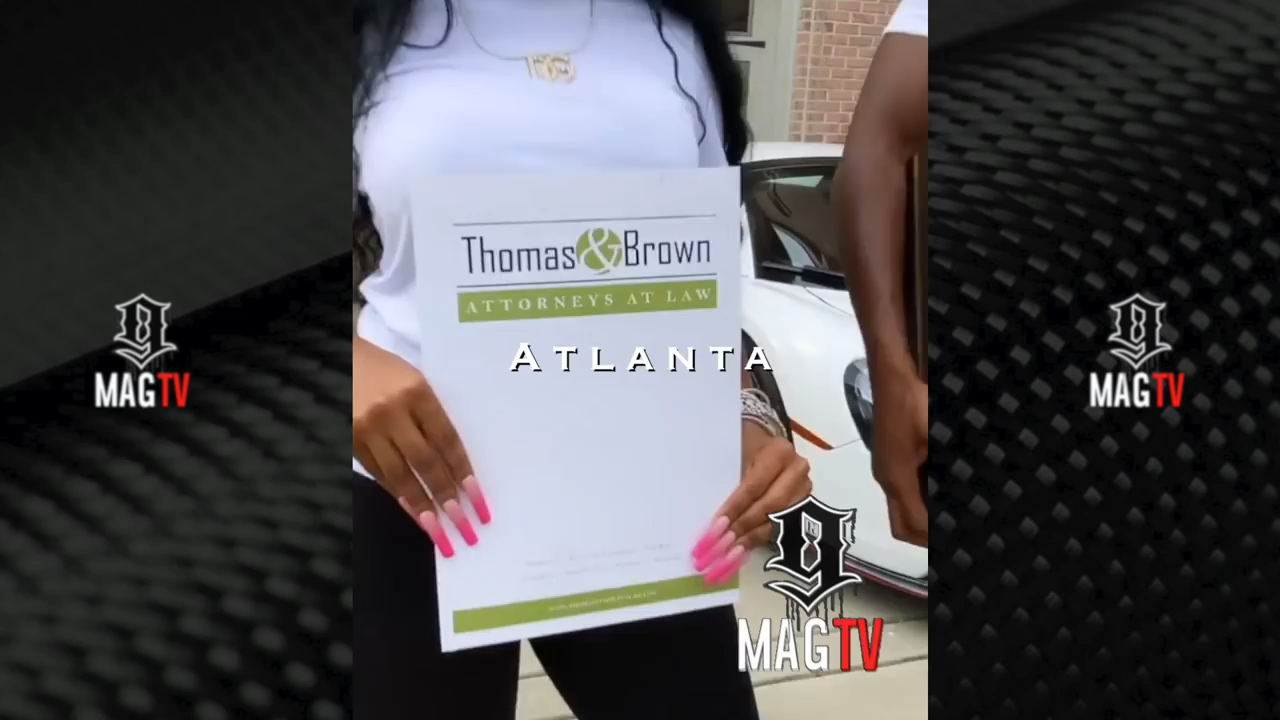 Thomas & Brown
ATTORNEYS AT LAW
ATLANTA
MAGTV
MAGTV
MAGTV